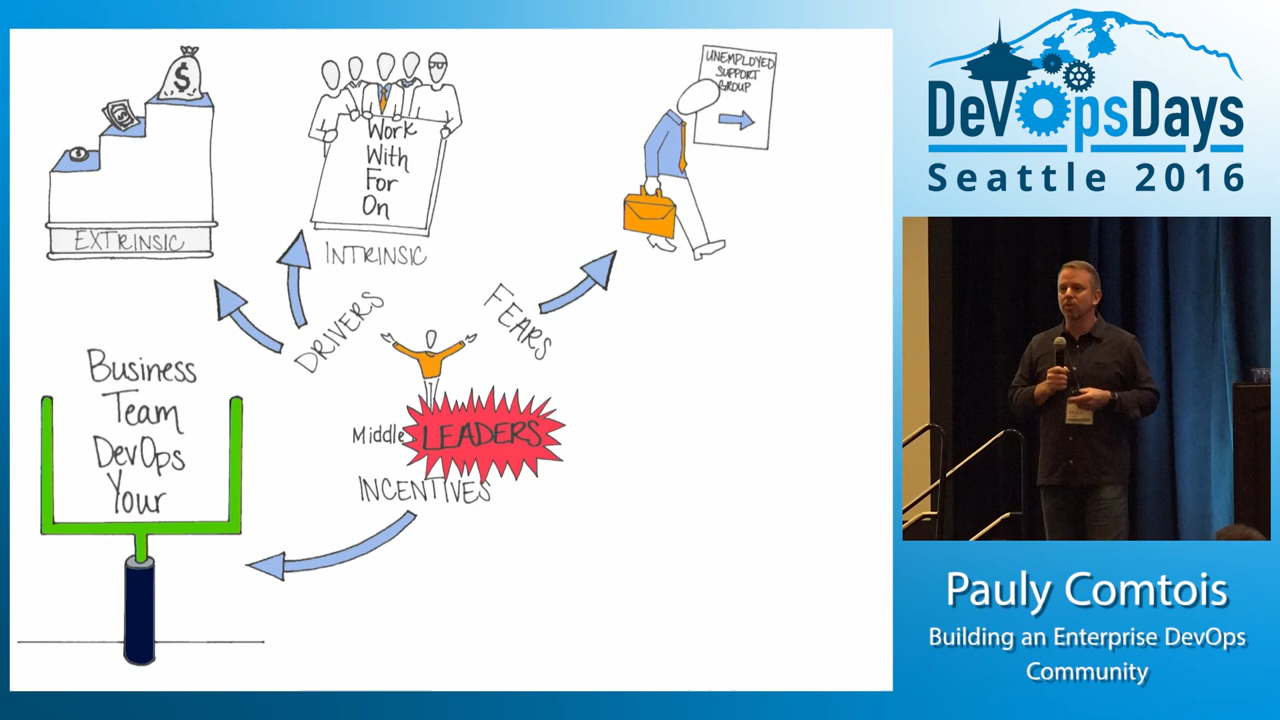 $
$
EXTRINSIC
Work
With
For
On
INTRINSIC
UNEMPLOYED
SUPPORT
GROUP
DRIVERS
FEARS
Business
Team
DevOps
Your
Middle LEADERS
INCENTIVES
DevOpsDays
Seattle 2016
Pauly Comtois
Building an Enterprise DevOps
Community